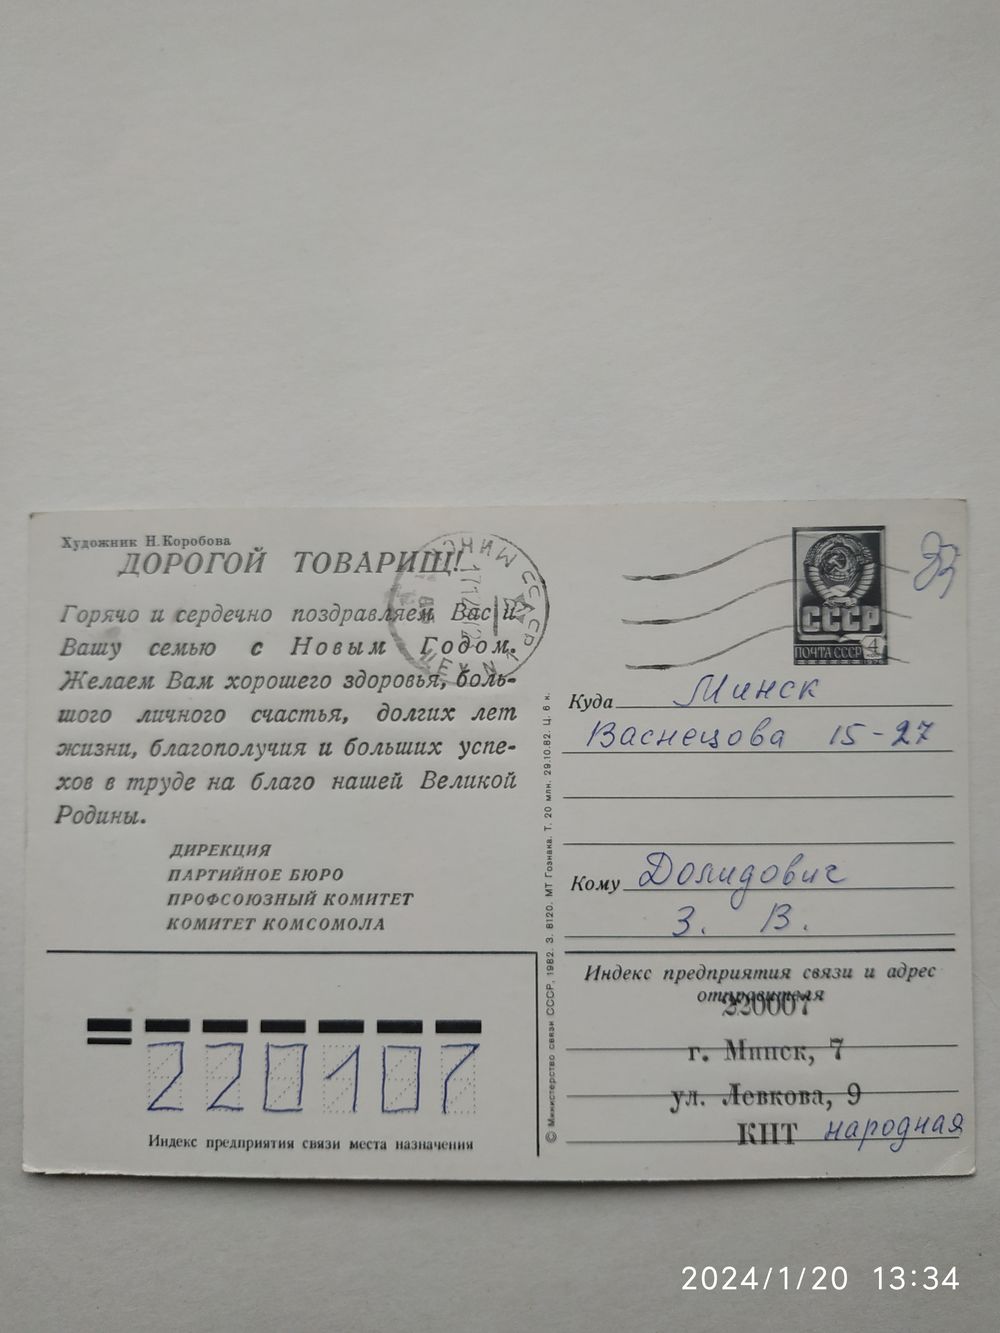 Художник Н. Коробова
ДОРОГОЙ ТОВАРИЩ!
Горячо и сердечно поздравляем Вас и
Вашу семью с Новым Годом.
Желаем Вам хорошего здоровья, боль-
шого личного счастья, долгих лет
жизни, благополучия и больших успе-
хов в труде на благо нашей Великой
Родины.
ДИРЕКЦИЯ
ПАРТИЙНОЕ БЮРО
ПРОФСОЮЗНЫЙ КОМИТЕТ
КОМИТЕТ КОМСОМОЛА
220107
Индекс предприятия связи места назначения
© Министерство связи СССР, 1982. З. 8120. МТ Гознака. Т. 20 млн. 29.10.82. Ц. 6 к.
СССР
ПОЧТА СССР 4
1976
Куда Минск
Васнецова 15-27
Кому Долидович
З. В.
Индекс предприятия связи и адрес
отправителя
220007
г. Минск, 7
ул. Левкова, 9
КПТ народная
2024/1/20 13:34